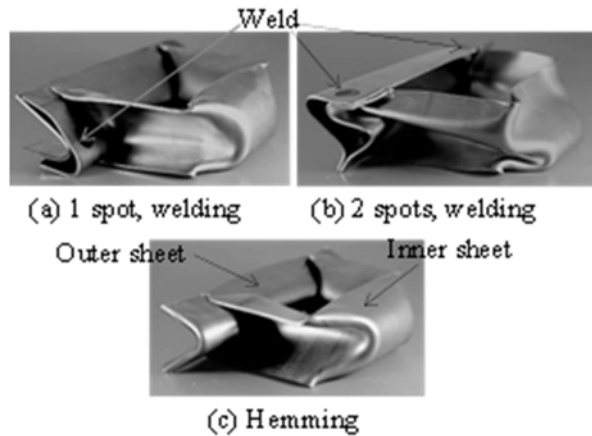 Weld
(a) 1 spot, welding
(b) 2 spots, welding
Outer sheet
Inner sheet
(c) Hemming